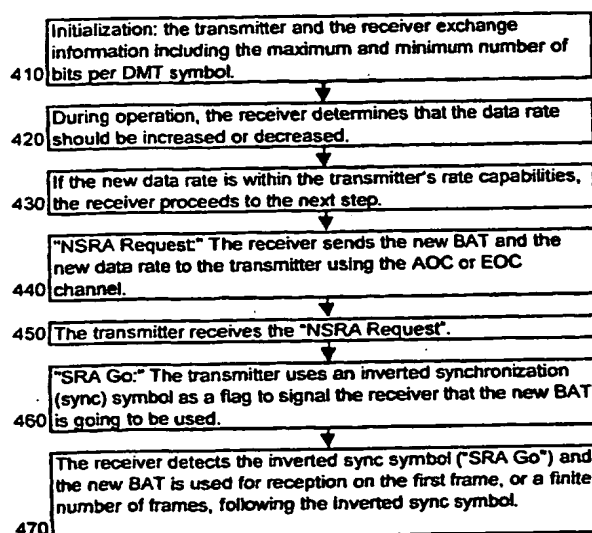 Initialization: the transmitter and the receiver exchange
information including the maximum and minimum number of
410 bits per DMT symbol.
During operation, the receiver determines that the data rate
420 should be increased or decreased.
If the new data rate is within the transmitter's rate capabilities,
430 the receiver proceeds to the next step.
"NSRA Request:" The receiver sends the new BAT and the
new data rate to the transmitter using the AOC or EOC
440 channel.
450 The transmitter receives the "NSRA Request".
"SRA Go:" The transmitter uses an inverted synchronization
(sync) symbol as a flag to signal the receiver that the new BAT
460 is going to be used.
The receiver detects the inverted sync symbol ("SRA Go") and
the new BAT is used for reception on the first frame, or a finite
number of frames, following the inverted sync symbol.
470